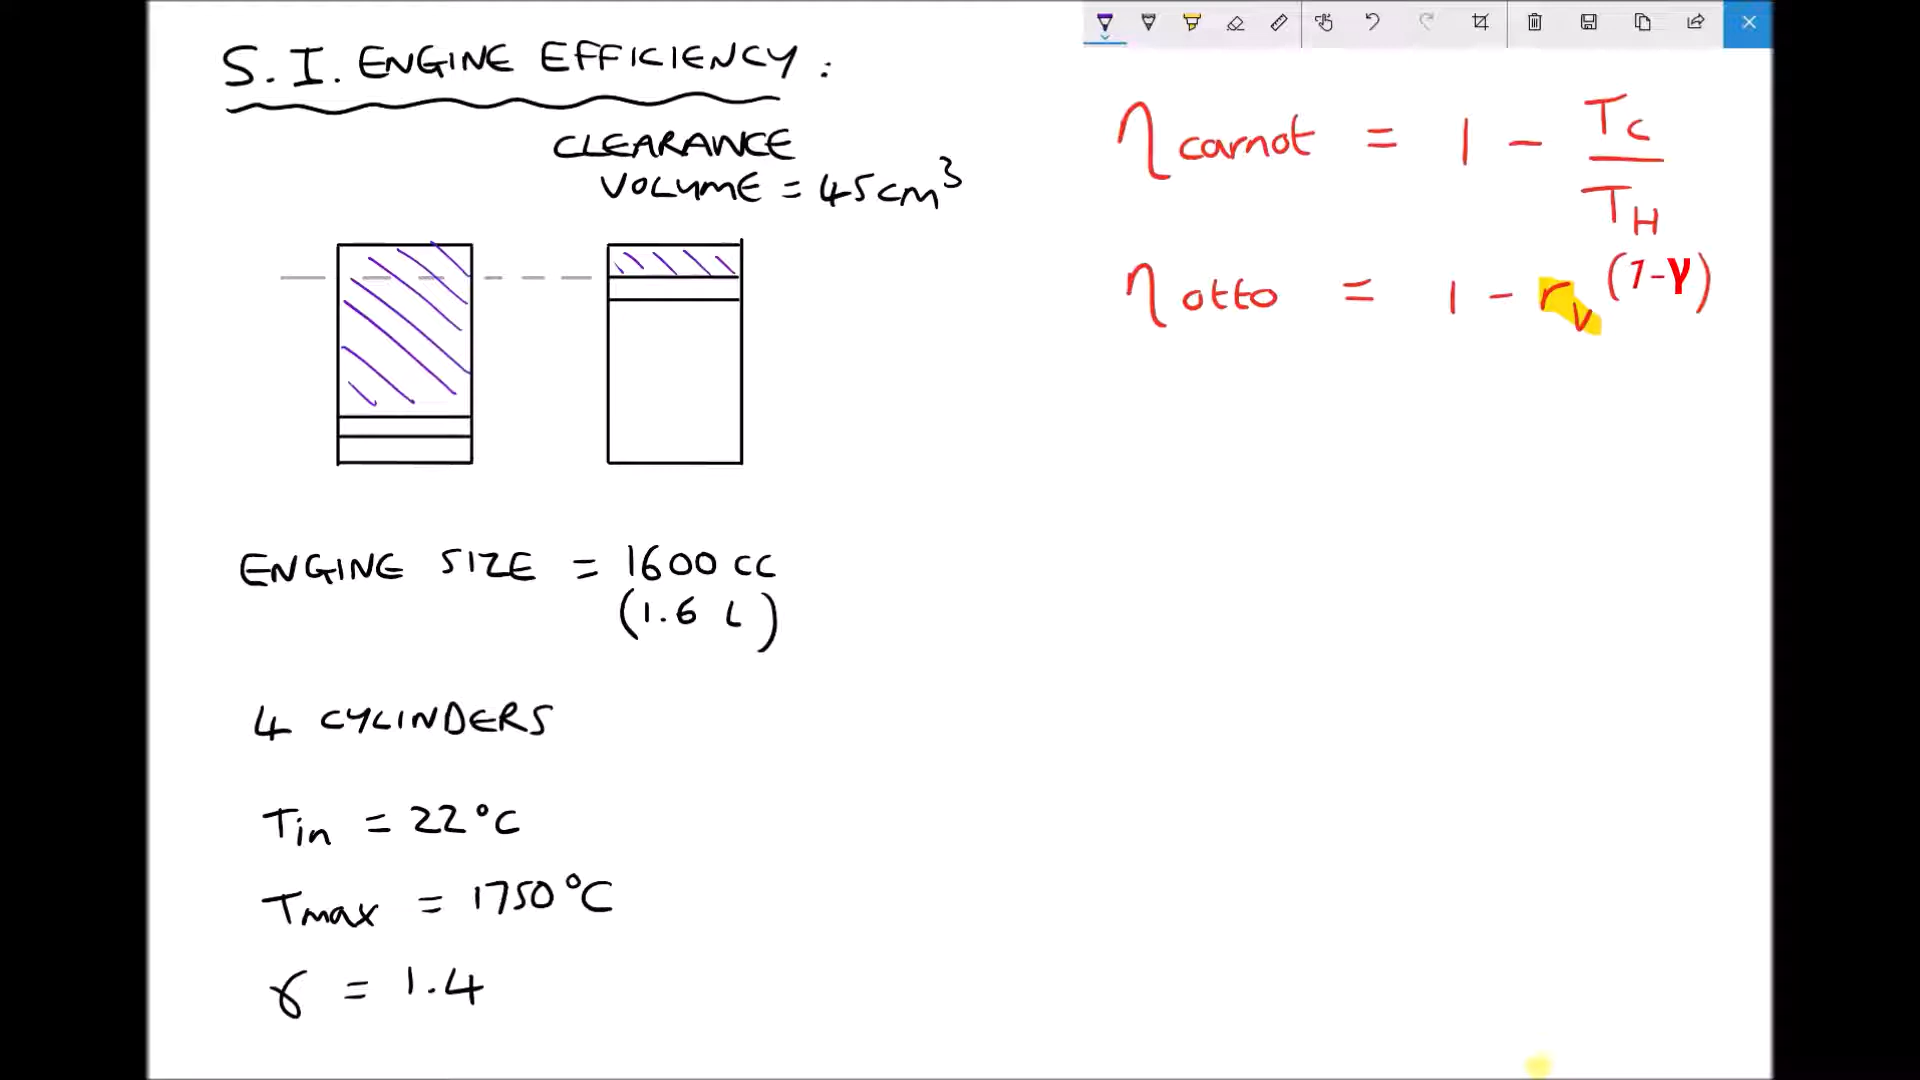 S. I. ENGINE EFFICIENCY :
CLEARANCE
VOLUME = 45cm³
ENGINE SIZE = 1600 cc
(1.6 L)
4 CYLINDERS
Tin = 22°C
Tmax = 1750°C
γ = 1.4
η carnot = 1 - TC / TH
η otto = 1 - rv (1-γ)